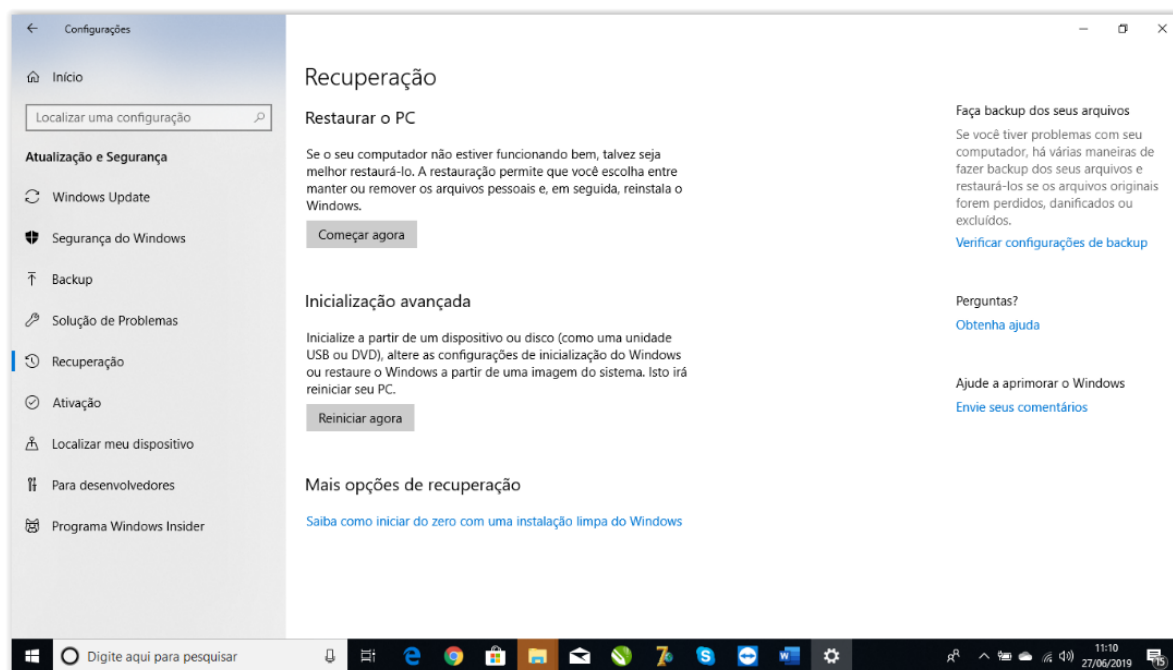 Configurações
Início
Localizar uma configuração
Atualização e Segurança
Windows Update
Segurança do Windows
Backup
Solução de Problemas
Recuperação
Ativação
Localizar meu dispositivo
Para desenvolvedores
Programa Windows Insider
Recuperação
Restaurar o PC
Se o seu computador não estiver funcionando bem, talvez seja
melhor restaurá-lo. A restauração permite que você escolha entre
manter ou remover os arquivos pessoais e, em seguida, reinstala o
Windows.
Começar agora
Inicialização avançada
Inicialize a partir de um dispositivo ou disco (como uma unidade
USB ou DVD), altere as configurações de inicialização do Windows
ou restaure o Windows a partir de uma imagem do sistema. Isto irá
reiniciar seu PC.
Reiniciar agora
Mais opções de recuperação
Saiba como iniciar do zero com uma instalação limpa do Windows
Faça backup dos seus arquivos
Se você tiver problemas com seu
computador, há várias maneiras de
fazer backup dos seus arquivos e
restaurá-los se os arquivos originais
forem perdidos, danificados ou
excluídos.
Verificar configurações de backup
Perguntas?
Obtenha ajuda
Ajude a aprimorar o Windows
Envie seus comentários
Digite aqui para pesquisar
11:10
27/06/2019